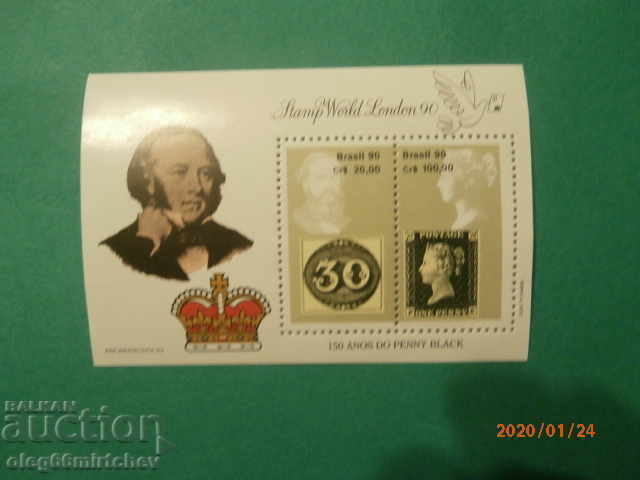 Stamp World London 90
Brasil 90
Cr$ 20,00
Brasil 90
Cr$ 100,00
30
POSTAGE
ONE PENNY
150 ANOS DO PENNY BLACK
2020/01/24
BALKAN
auction
oleg66mirtchev